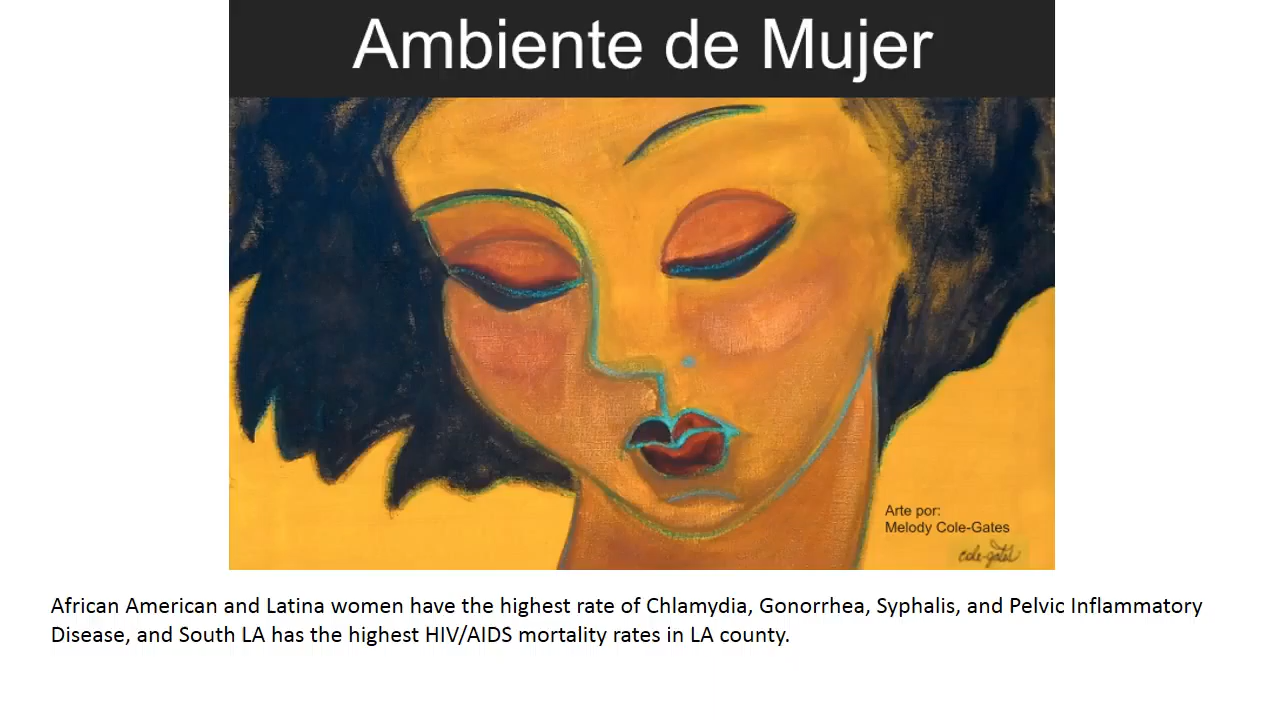 Ambiente de Mujer
Arte por:
Melody Cole-Gates
cole-gates
African American and Latina women have the highest rate of Chlamydia, Gonorrhea, Syphalis, and Pelvic Inflammatory
Disease, and South LA has the highest HIV/AIDS mortality rates in LA county.